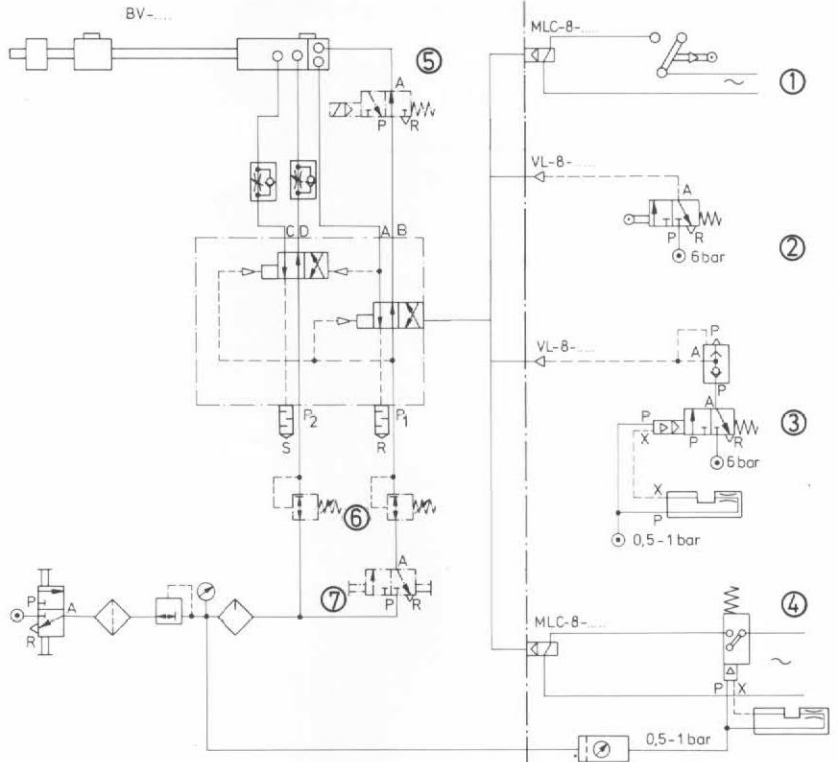 BV-....
MLC-8-....
5
A
P R
1
~
VL-8-....
A
P R
6 bar
2
C D A B
VL-8-....
P
A
P
A
P
X
P R
3
6 bar
X
P
0,5-1 bar
P2 P1
S R
6
A
7
P R
P A
R
MLC-8-....
4
~
P X
0,5-1 bar